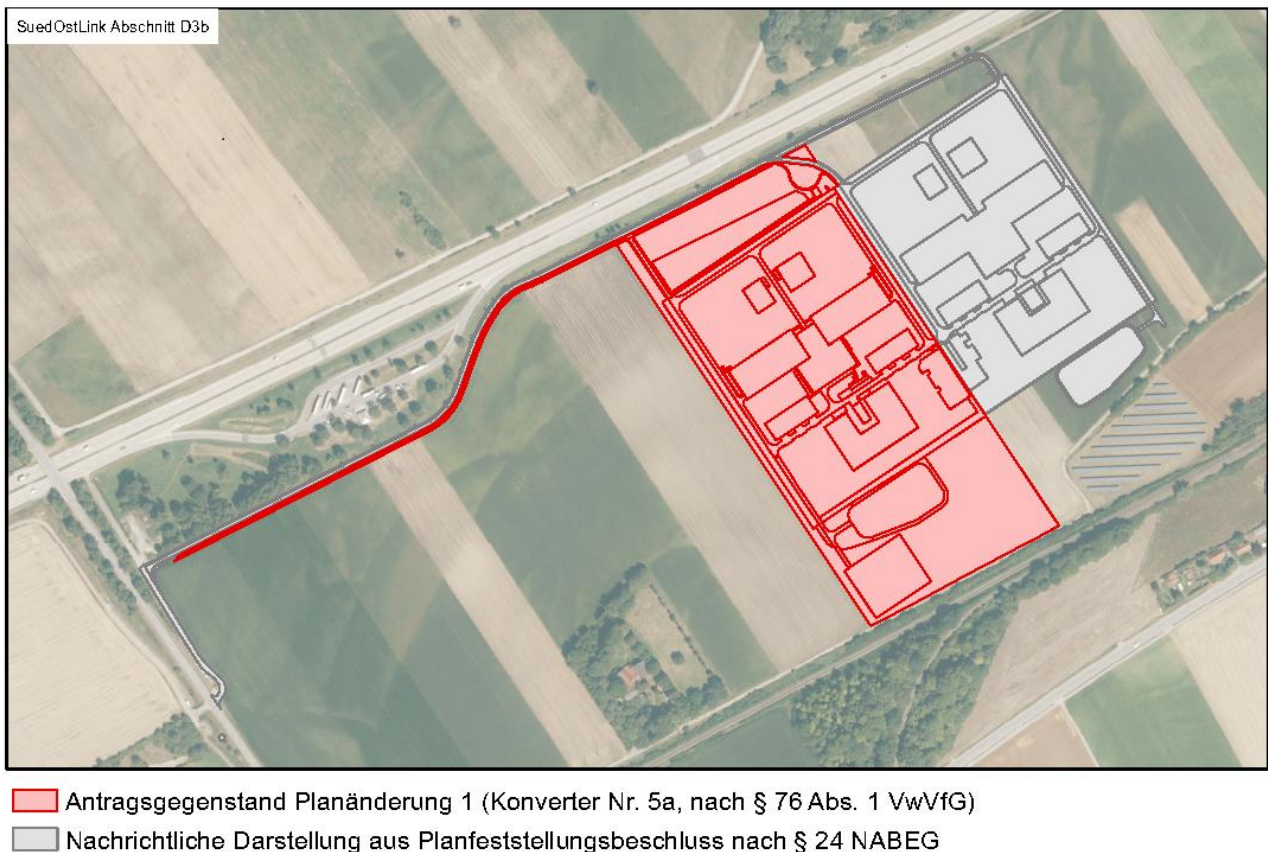 SuedOstLink Abschnitt D3b
Antragsgegenstand Planänderung 1 (Konverter Nr. 5a, nach § 76 Abs. 1 VwVfG)
Nachrichtliche Darstellung aus Planfeststellungsbeschluss nach § 24 NABEG